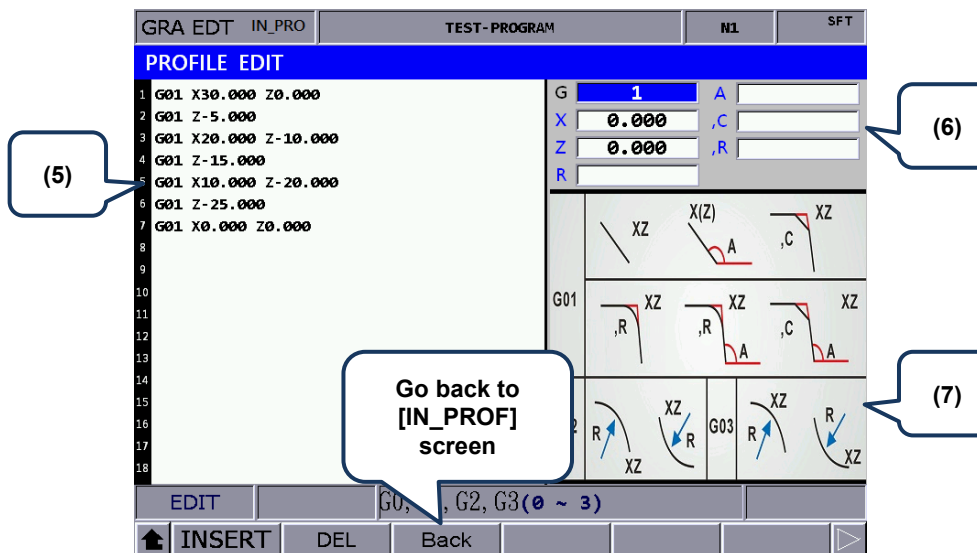 GRA EDT IN_PRO TEST-PROGRAM N1 SFT
PROFILE EDIT
1 G01 X30.000 Z0.000
2 G01 Z-5.000
3 G01 X20.000 Z-10.000
4 G01 Z-15.000
5 G01 X10.000 Z-20.000
6 G01 Z-25.000
7 G01 X0.000 Z0.000
8
9
10
11
12
13
14
15
16
17
18
G 1 A
X 0.000 ,C
Z 0.000 ,R
R
(5)
(6)
(7)
G01
XZ
X(Z) A
,C XZ
,R XZ
,R XZ A
,C XZ A
2
R XZ
XZ R
G03
R XZ
R XZ
Go back to
[IN_PROF]
screen
EDIT G0, , G2, G3(0 ~ 3)
INSERT DEL Back